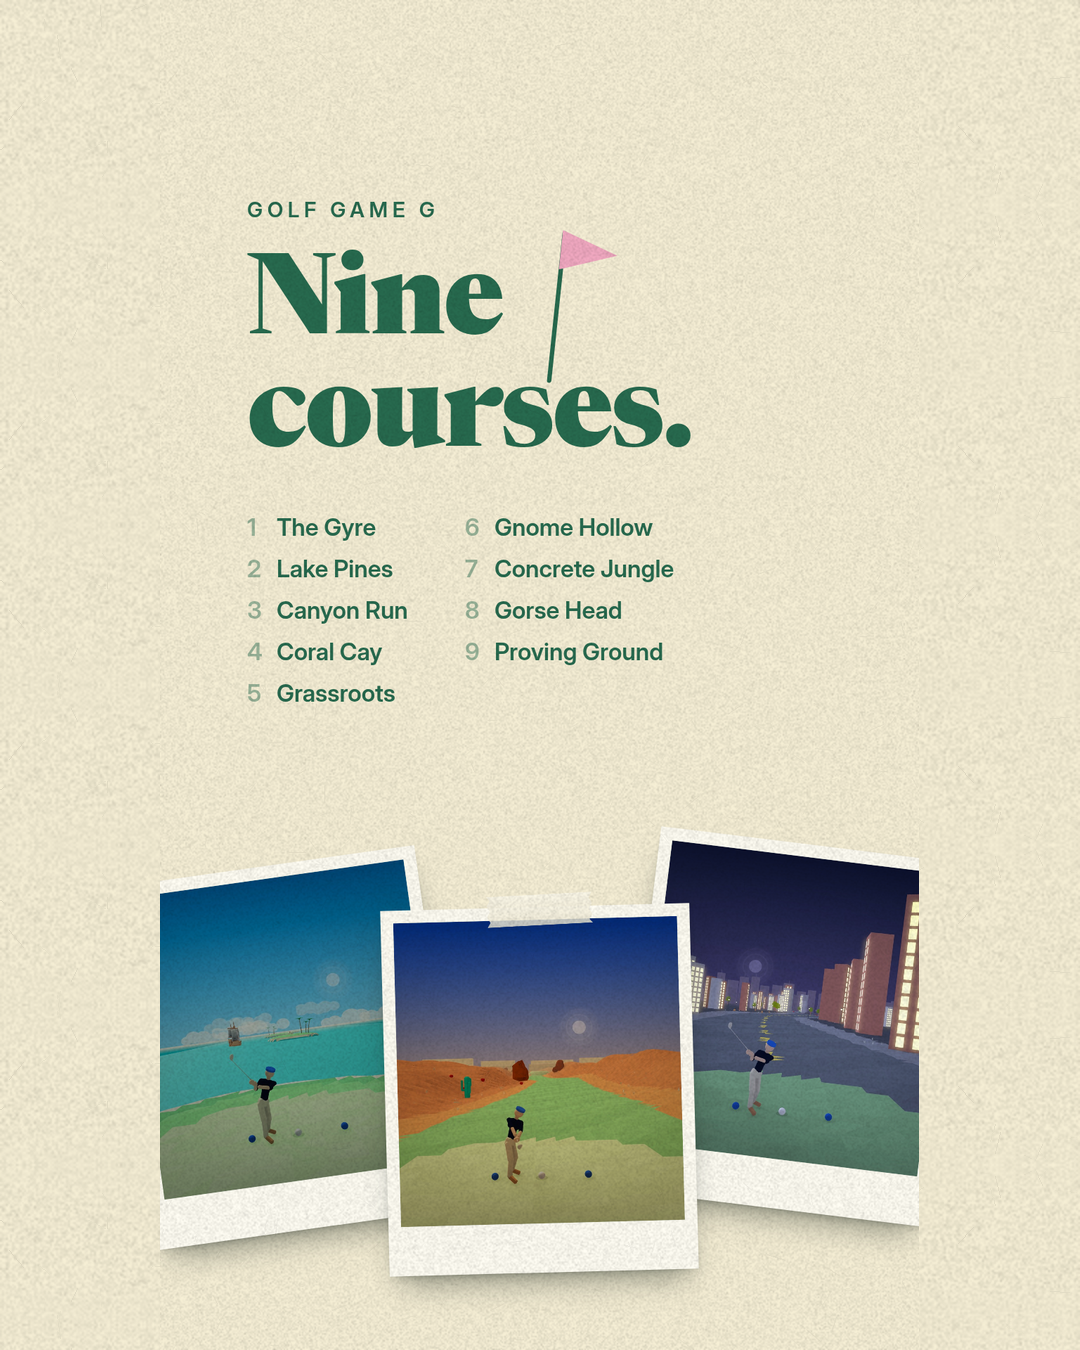 GOLF GAME G
Nine
courses.
1 The Gyre
2 Lake Pines
3 Canyon Run
4 Coral Cay
5 Grassroots
6 Gnome Hollow
7 Concrete Jungle
8 Gorse Head
9 Proving Ground